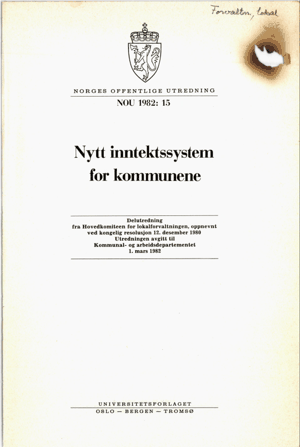 Forvaltn, lokal
NORGES OFFENTLIGE UTREDNING
NOU 1982: 15
Nytt inntektssystem
for kommunene
Delutredning
fra Hovedkomiteen for lokalforvaltningen, oppnevnt
ved kongelig resolusjon 12. desember 1980
Utredningen avgitt til
Kommunal- og arbeidsdepartementet
1. mars 1982
UNIVERSITETSFORLAGET
OSLO — BERGEN — TROMSØ